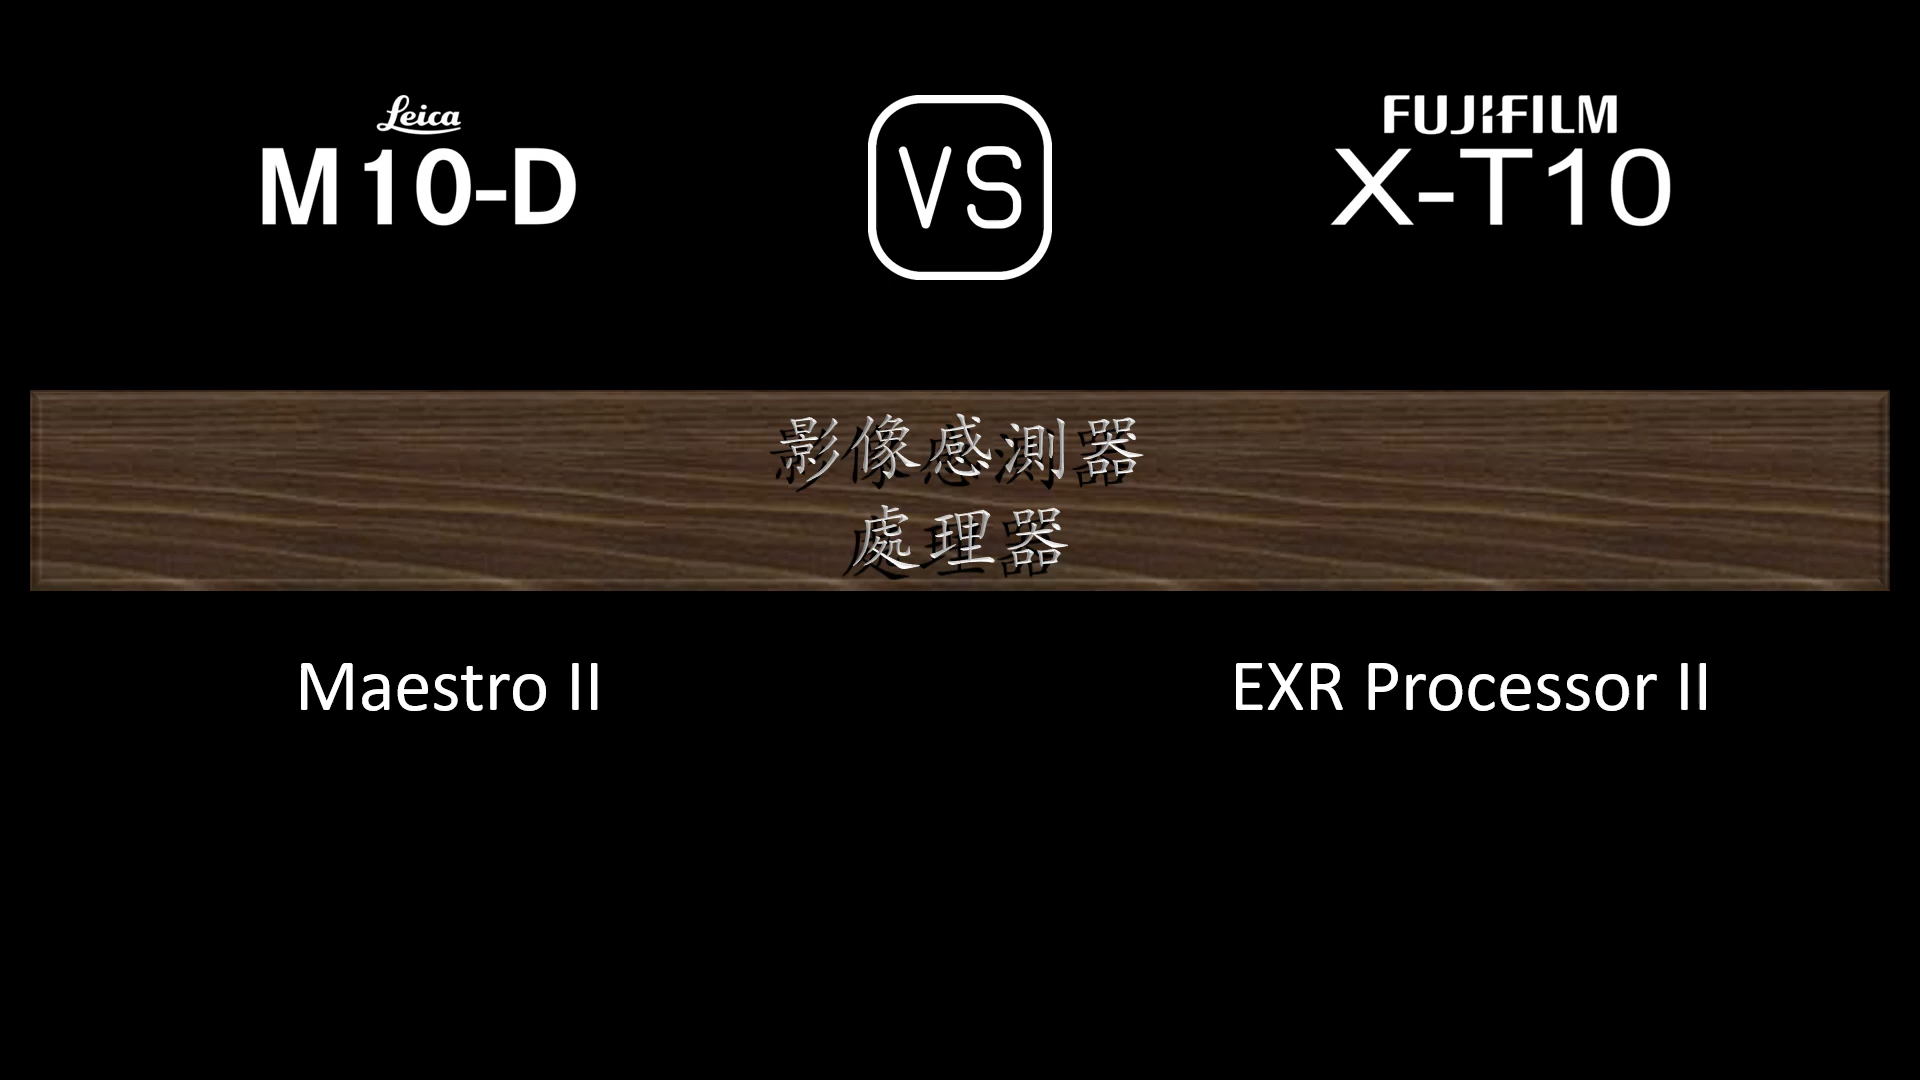 Leica
M10-D
VS
FUJIFILM
X-T10
影像感測器
處理器
Maestro II
EXR Processor II